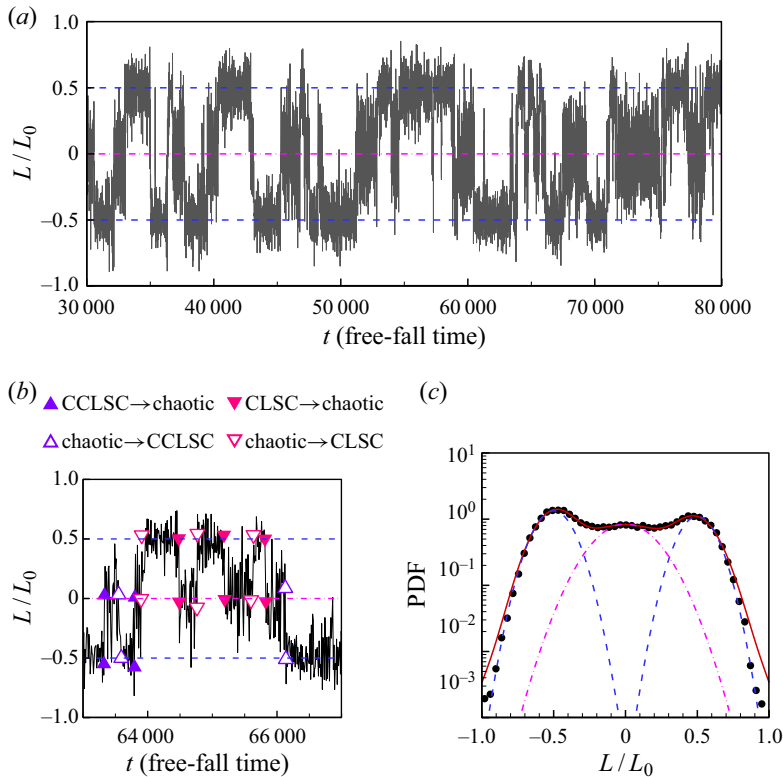 (a)
1.0
0.5
0
−0.5
−1.0
L/L0
30 000 40 000 50 000 60 000 70 000 80 000
t (free-fall time)
(b)
CCLSC→chaotic CLSC→chaotic
chaotic→CCLSC chaotic→CLSC
1.0
0.5
0
−0.5
−1.0
L/L0
64 000 66 000
t (free-fall time)
(c)
10^1
10^0
10^−1
10^−2
10^−3
PDF
−1.0 −0.5 0 0.5 1.0
L/L0